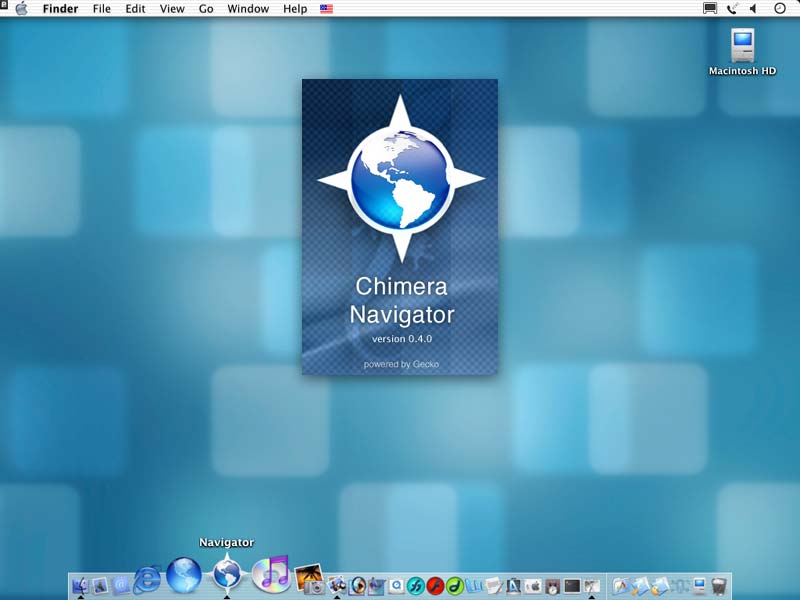 Finder File Edit View Go Window Help
Macintosh HD
Chimera
Navigator
version 0.4.0
powered by Gecko
Navigator